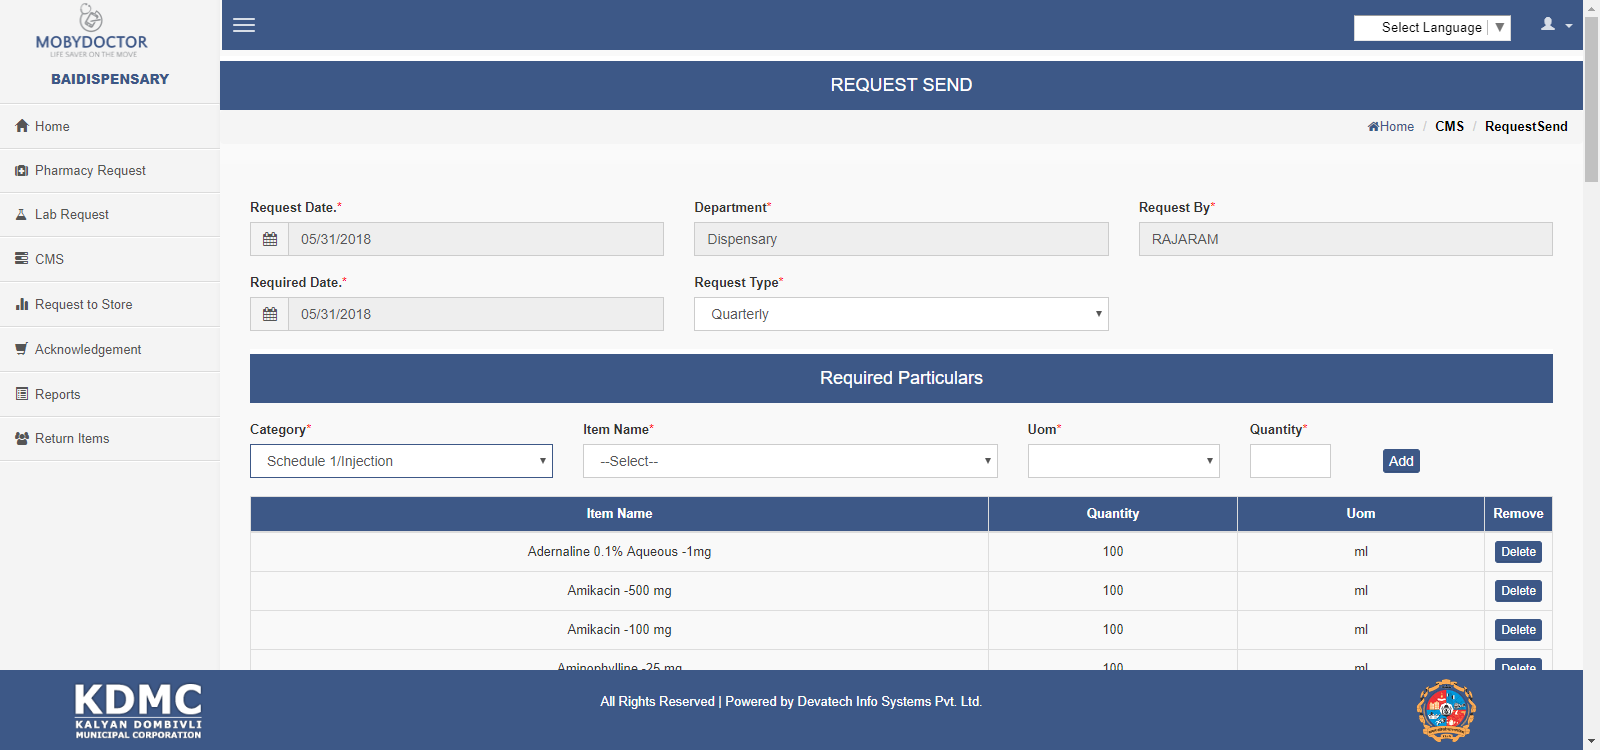 MOBYDOCTOR
LIFE SAVER ON THE MOVE
BAIDISPENSARY
Home
Pharmacy Request
Lab Request
CMS
Request to Store
Acknowledgement
Reports
Return Items
Select Language
REQUEST SEND
Home / CMS / RequestSend
Request Date.* Department* Request By*
05/31/2018 Dispensary RAJARAM
Required Date.* Request Type*
05/31/2018 Quarterly
Required Particulars
Category* Item Name* Uom* Quantity*
Schedule 1/Injection --Select-- Add
Item Name Quantity Uom Remove
Adernaline 0.1% Aqueous -1mg 100 ml Delete
Amikacin -500 mg 100 ml Delete
Amikacin -100 mg 100 ml Delete
Aminophylline -25 mg 100 ml Delete
KDMC
KALYAN DOMBIVLI
MUNICIPAL CORPORATION
All Rights Reserved | Powered by Devatech Info Systems Pvt. Ltd.